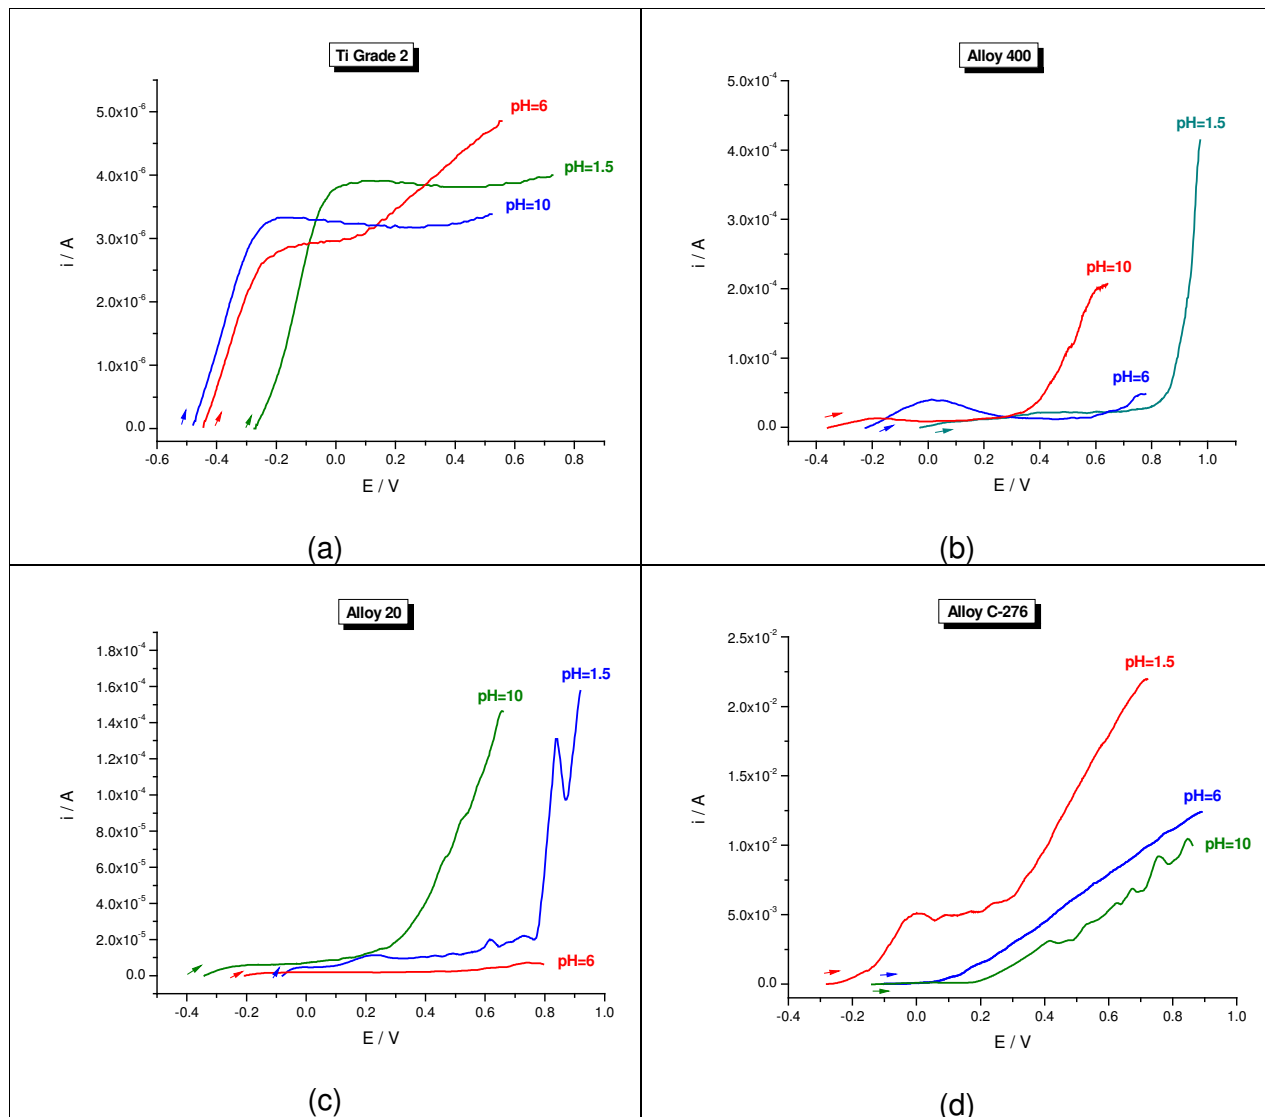 Ti Grade 2
5.0x10-6
4.0x10-6
3.0x10-6
2.0x10-6
1.0x10-6
0.0
i / A
pH=6
pH=1.5
pH=10
-0.6 -0.4 -0.2 0.0 0.2 0.4 0.6 0.8
E / V
(a)
Alloy 400
5.0x10-4
4.0x10-4
3.0x10-4
2.0x10-4
1.0x10-4
0.0
i / A
pH=1.5
pH=10
pH=6
-0.4 -0.2 0.0 0.2 0.4 0.6 0.8 1.0
E / V
(b)
Alloy 20
1.8x10-4
1.6x10-4
1.4x10-4
1.2x10-4
1.0x10-4
8.0x10-5
6.0x10-5
4.0x10-5
2.0x10-5
0.0
i / A
pH=10
pH=1.5
pH=6
-0.4 -0.2 0.0 0.2 0.4 0.6 0.8 1.0
E / V
(c)
Alloy C-276
2.5x10-2
2.0x10-2
1.5x10-2
1.0x10-2
5.0x10-3
0.0
i / A
pH=1.5
pH=6
pH=10
-0.4 -0.2 0.0 0.2 0.4 0.6 0.8 1.0
E / V
(d)